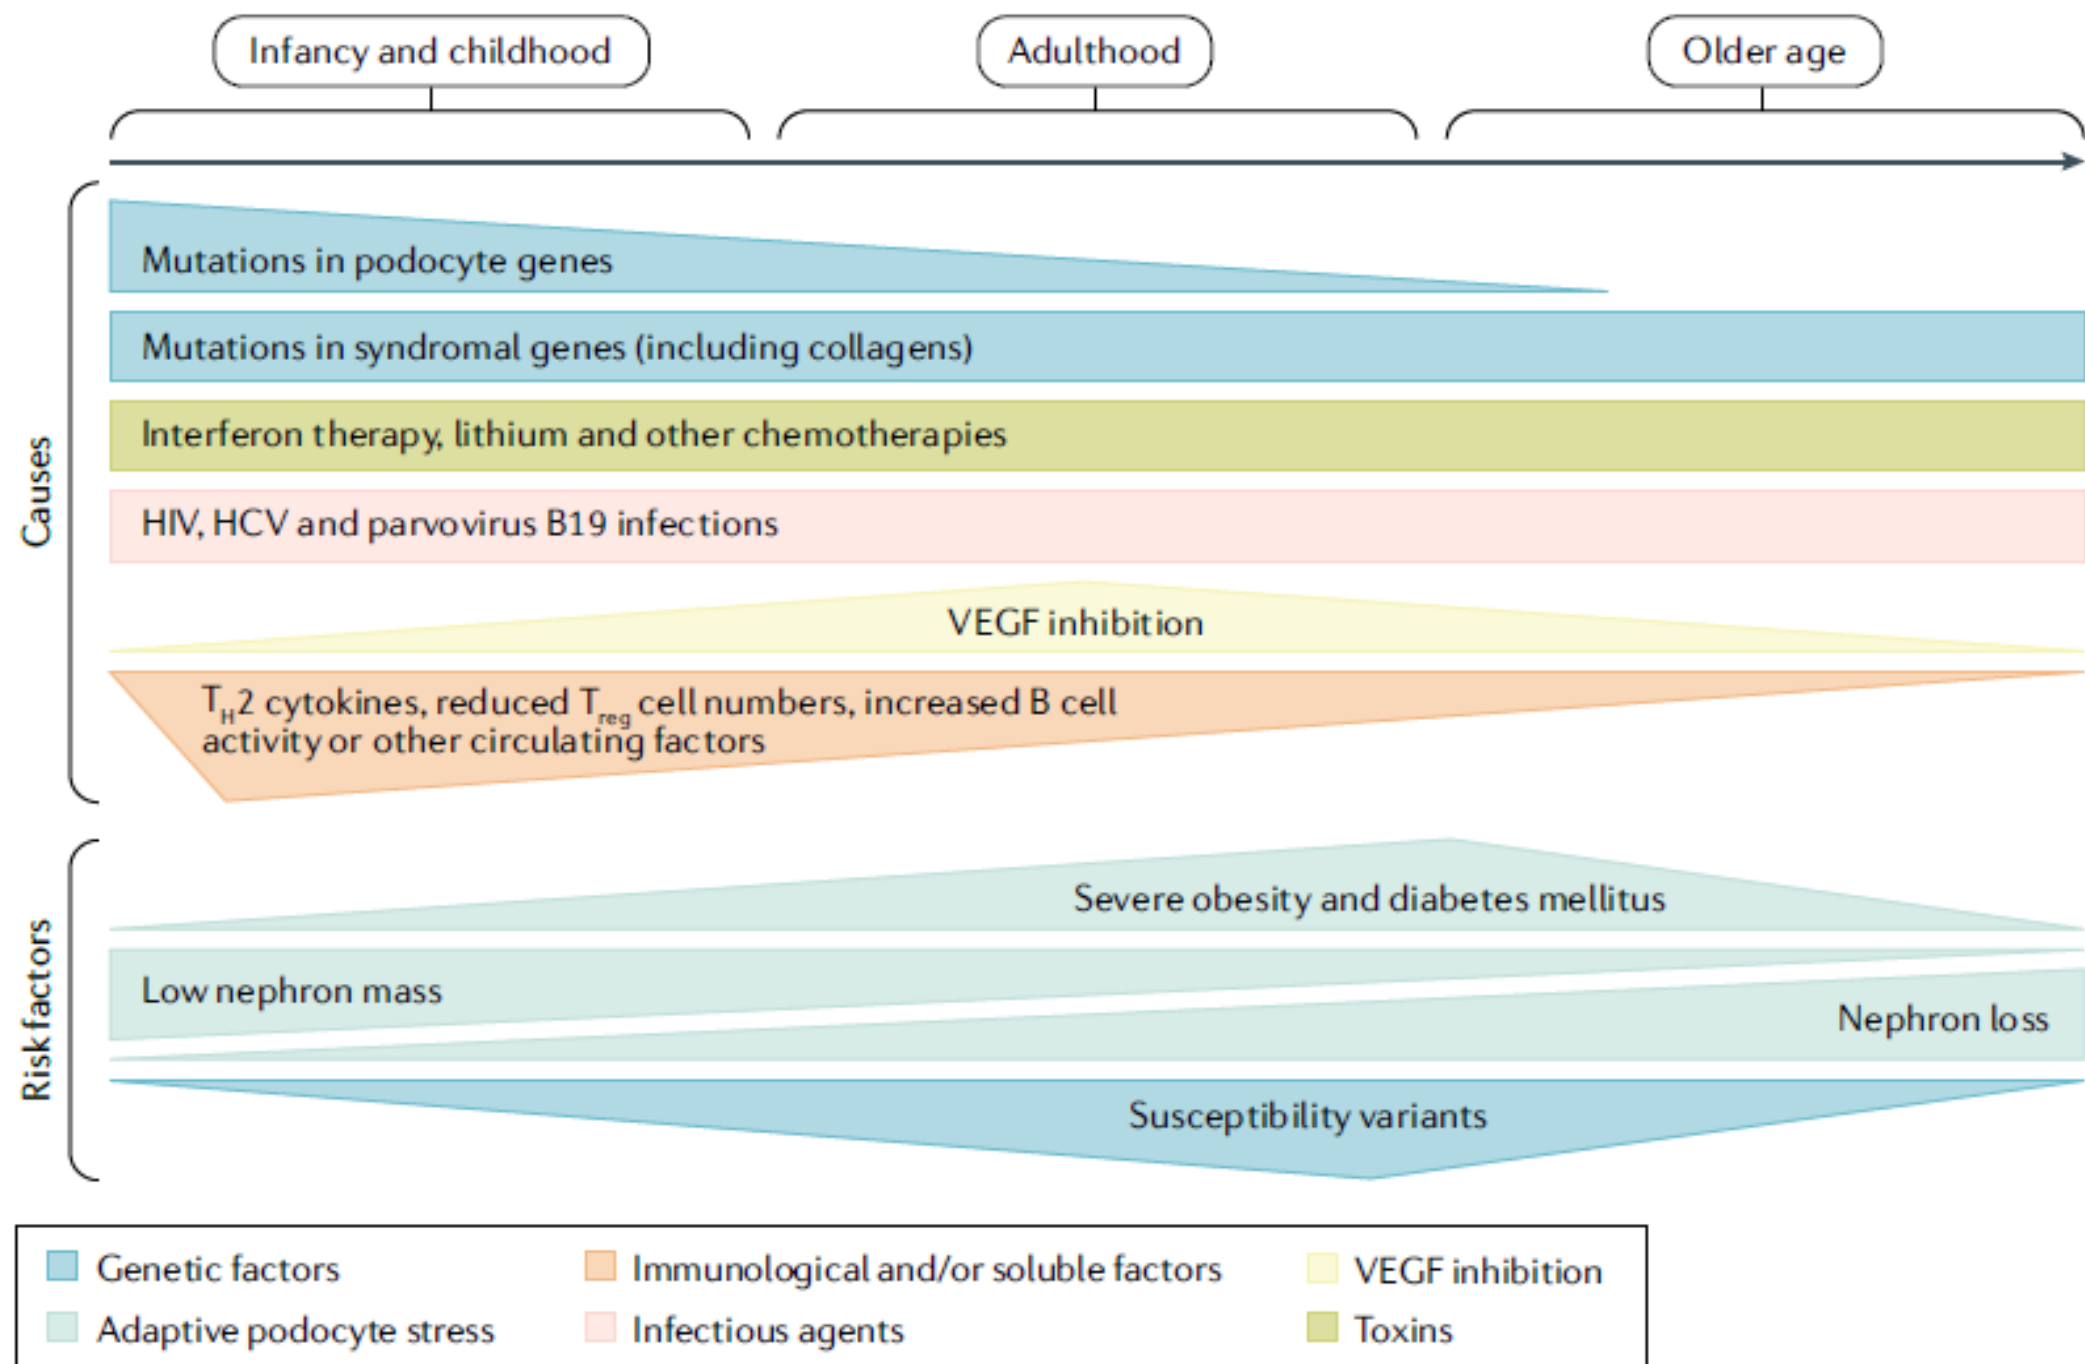 Infancy and childhood
Adulthood
Older age
Causes
Mutations in podocyte genes
Mutations in syndromal genes (including collagens)
Interferon therapy, lithium and other chemotherapies
HIV, HCV and parvovirus B19 infections
VEGF inhibition
T_H2 cytokines, reduced T_reg cell numbers, increased B cell
activity or other circulating factors
Risk factors
Severe obesity and diabetes mellitus
Low nephron mass
Nephron loss
Susceptibility variants
Genetic factors
Immunological and/or soluble factors
VEGF inhibition
Adaptive podocyte stress
Infectious agents
Toxins